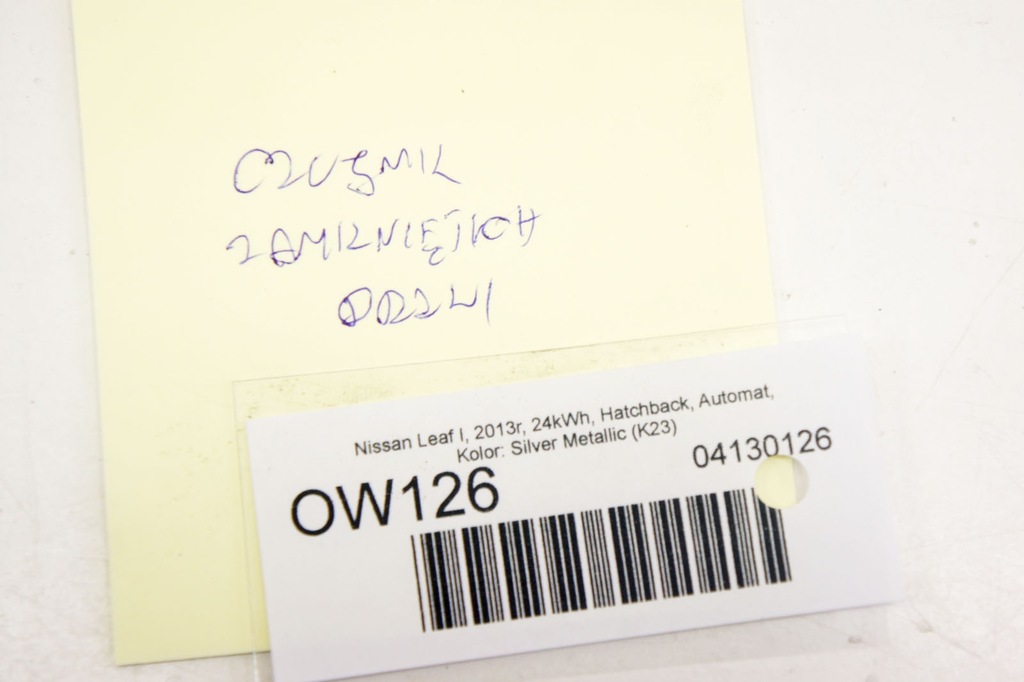 CZUJNIK
ZAMKNIĘTYCH
DRZWI
Nissan Leaf I, 2013r, 24kWh, Hatchback, Automat,
Kolor: Silver Metallic (K23)
04130126
OW126